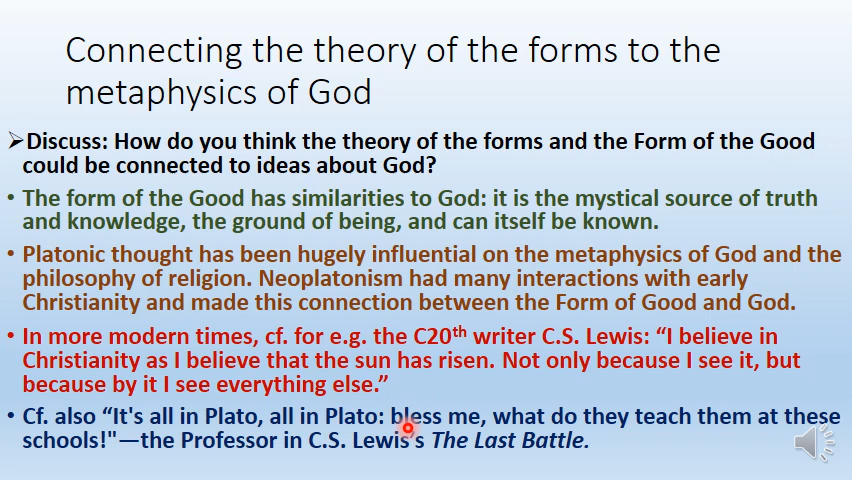 Connecting the theory of the forms to the
metaphysics of God
➢Discuss: How do you think the theory of the forms and the Form of the Good
could be connected to ideas about God?
• The form of the Good has similarities to God: it is the mystical source of truth
and knowledge, the ground of being, and can itself be known.
• Platonic thought has been hugely influential on the metaphysics of God and the
philosophy of religion. Neoplatonism had many interactions with early
Christianity and made this connection between the Form of Good and God.
• In more modern times, cf. for e.g. the C20th writer C.S. Lewis: “I believe in
Christianity as I believe that the sun has risen. Not only because I see it, but
because by it I see everything else.”
• Cf. also “It's all in Plato, all in Plato: bless me, what do they teach them at these
schools!"—the Professor in C.S. Lewis's The Last Battle.